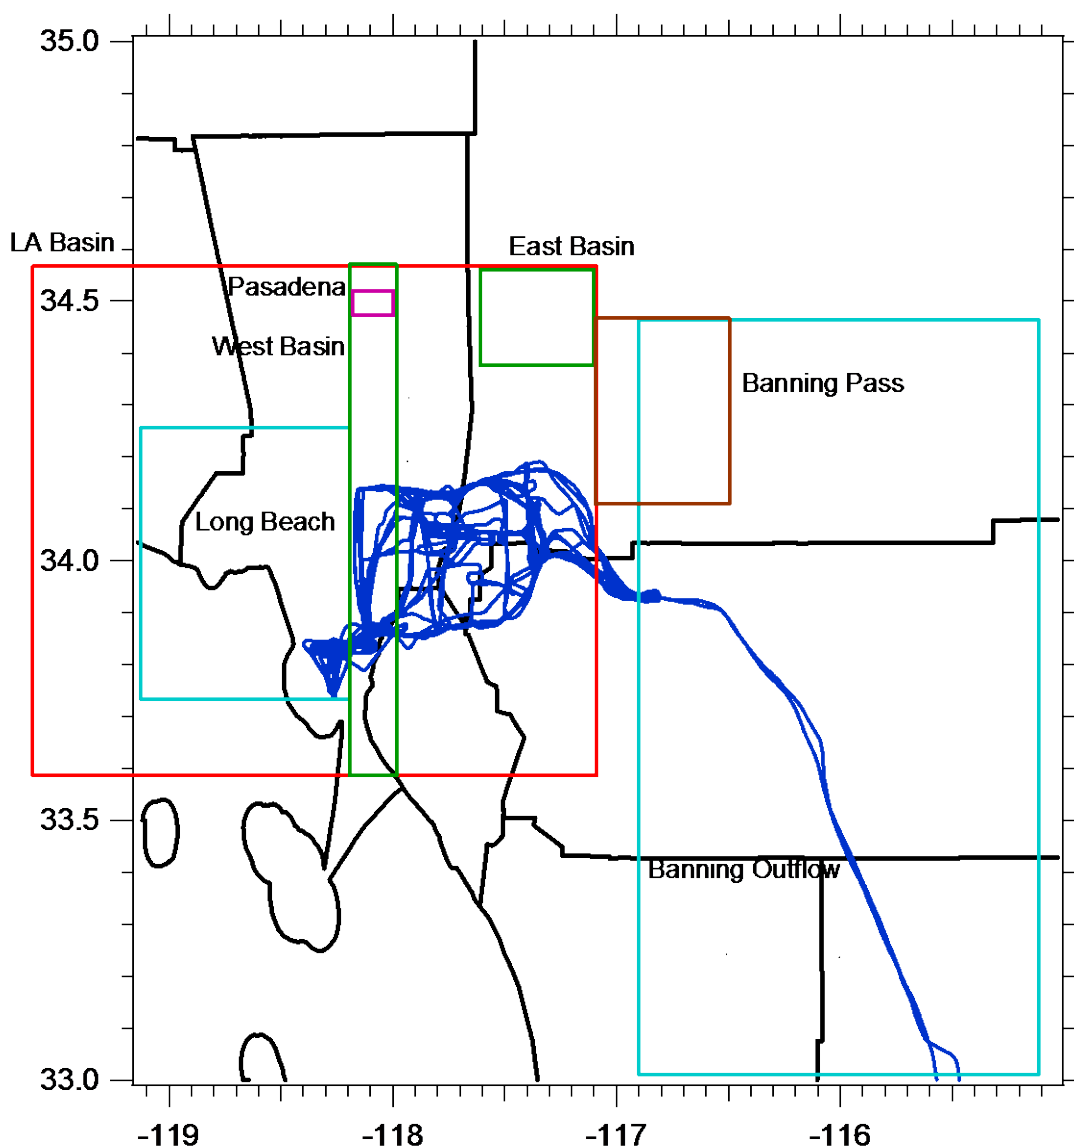 35.0
East Basin
LA Basin
Pasadena
34.5
West Basin
Banning Pass
Long Beach
34.0
33.5
Banning Outflow
33.0
-119
-118
-117
-116